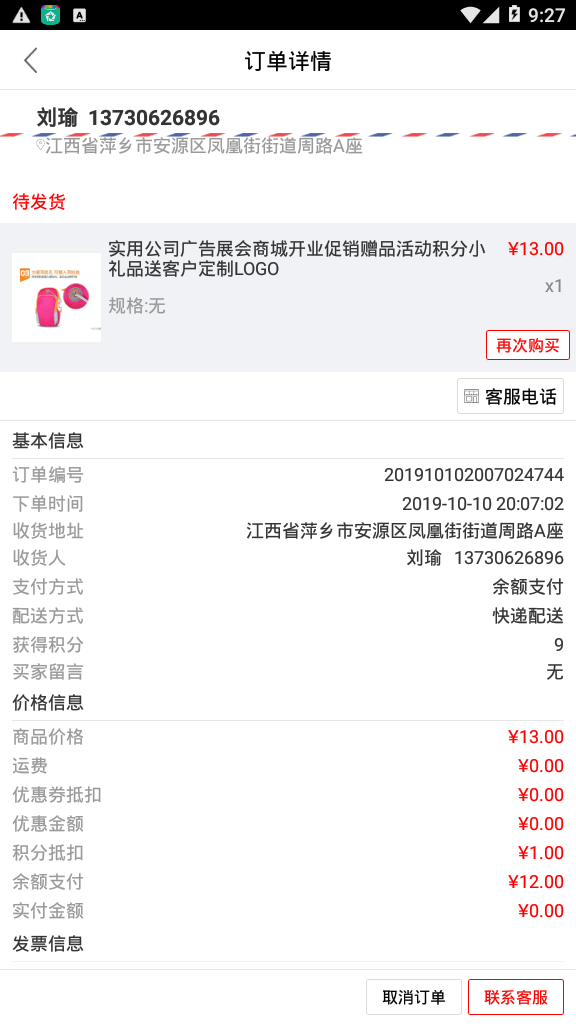 9:27
订单详情
刘瑜 13730626896
江西省萍乡市安源区凤凰街街道周路A座
待发货
实用公司广告展会商城开业促销赠品活动积分小
礼品送客户定制LOGO
¥13.00
x1
规格:无
再次购买
客服电话
基本信息
订单编号 201910102007024744
下单时间 2019-10-10 20:07:02
收货地址 江西省萍乡市安源区凤凰街街道周路A座
收货人 刘瑜 13730626896
支付方式 余额支付
配送方式 快递配送
获得积分 9
买家留言 无
价格信息
商品价格 ¥13.00
运费 ¥0.00
优惠券抵扣 ¥0.00
优惠金额 ¥0.00
积分抵扣 ¥1.00
余额支付 ¥12.00
实付金额 ¥0.00
发票信息
取消订单 联系客服